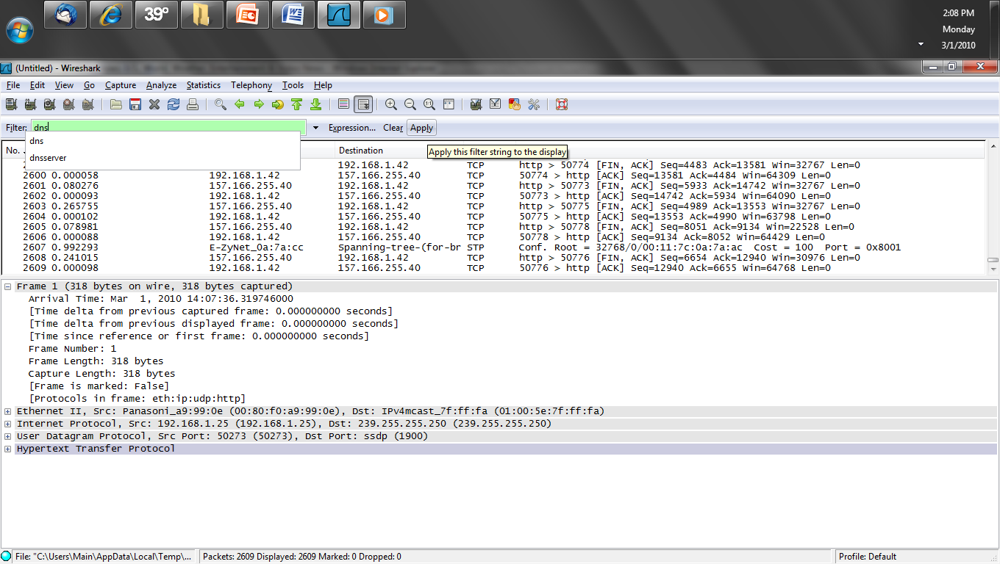 39°
2:08 PM
Monday
3/1/2010
(Untitled) - Wireshark
File Edit View Go Capture Analyze Statistics Telephony Tools Help
Filter: dns Expression... Clear Apply
dns
dnsserver
No. Destination
Apply this filter string to the display
192.168.1.42 TCP http > 50774 [FIN, ACK] Seq=4483 Ack=13581 Win=32767 Len=0
2600 0.000058 192.168.1.42 157.166.255.40 TCP 50774 > http [ACK] Seq=13581 Ack=4484 Win=64309 Len=0
2601 0.080276 157.166.255.40 192.168.1.42 TCP http > 50773 [FIN, ACK] Seq=5933 Ack=14742 Win=32767 Len=0
2602 0.000093 192.168.1.42 157.166.255.40 TCP 50773 > http [ACK] Seq=14742 Ack=5934 Win=64090 Len=0
2603 0.265755 157.166.255.40 192.168.1.42 TCP http > 50775 [FIN, ACK] Seq=4989 Ack=13553 Win=32767 Len=0
2604 0.000102 192.168.1.42 157.166.255.40 TCP 50775 > http [ACK] Seq=13553 Ack=4990 Win=63798 Len=0
2605 0.078981 157.166.255.40 192.168.1.42 TCP http > 50778 [FIN, ACK] Seq=8051 Ack=9134 Win=22528 Len=0
2606 0.000088 192.168.1.42 157.166.255.40 TCP 50778 > http [ACK] Seq=9134 Ack=8052 Win=64429 Len=0
2607 0.992293 E-ZyNet_0a:7a:cc Spanning-tree-(for-br STP Conf. Root = 32768/0/00:11:7c:0a:7a:ac Cost = 100 Port = 0x8001
2608 0.241015 157.166.255.40 192.168.1.42 TCP http > 50776 [FIN, ACK] Seq=6654 Ack=12940 Win=30976 Len=0
2609 0.000098 192.168.1.42 157.166.255.40 TCP 50776 > http [ACK] Seq=12940 Ack=6655 Win=64768 Len=0
Frame 1 (318 bytes on wire, 318 bytes captured)
Arrival Time: Mar 1, 2010 14:07:36.319746000
[Time delta from previous captured frame: 0.000000000 seconds]
[Time delta from previous displayed frame: 0.000000000 seconds]
[Time since reference or first frame: 0.000000000 seconds]
Frame Number: 1
Frame Length: 318 bytes
Capture Length: 318 bytes
[Frame is marked: False]
[Protocols in frame: eth:ip:udp:http]
Ethernet II, Src: Panasoni_a9:99:0e (00:80:f0:a9:99:0e), Dst: IPv4mcast_7f:ff:fa (01:00:5e:7f:ff:fa)
Internet Protocol, Src: 192.168.1.25 (192.168.1.25), Dst: 239.255.255.250 (239.255.255.250)
User Datagram Protocol, Src Port: 50273 (50273), Dst Port: ssdp (1900)
Hypertext Transfer Protocol
File: "C:\Users\Main\AppData\Local\Temp\... Packets: 2609 Displayed: 2609 Marked: 0 Dropped: 0 Profile: Default